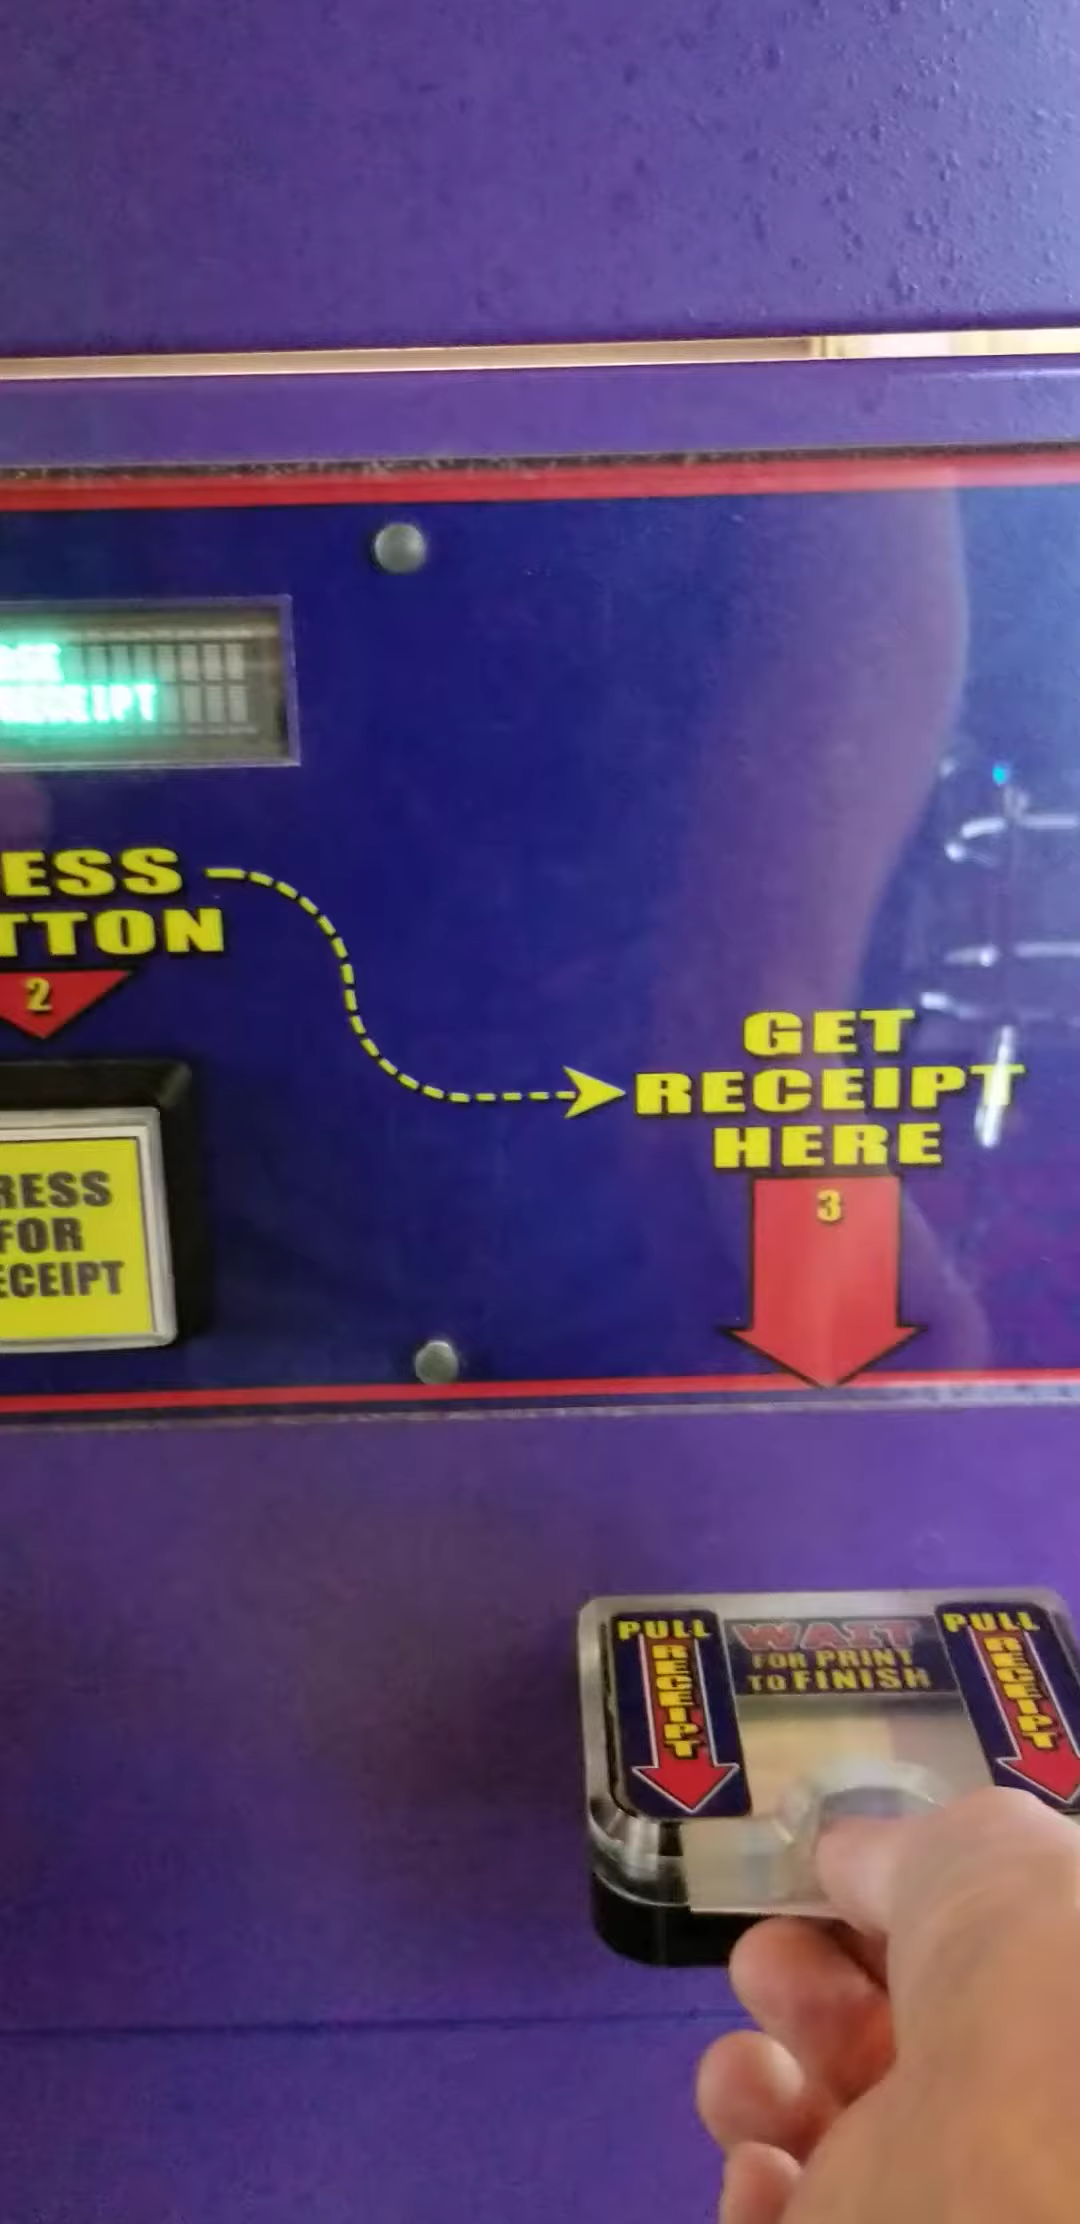 RECEIPT
ESS
TTON
2
RESS
FOR
ECEIPT
GET
RECEIPT
HERE
3
PULL
RECEIPT
WAIT
FOR PRINT
TO FINISH
PULL
RECEIPT